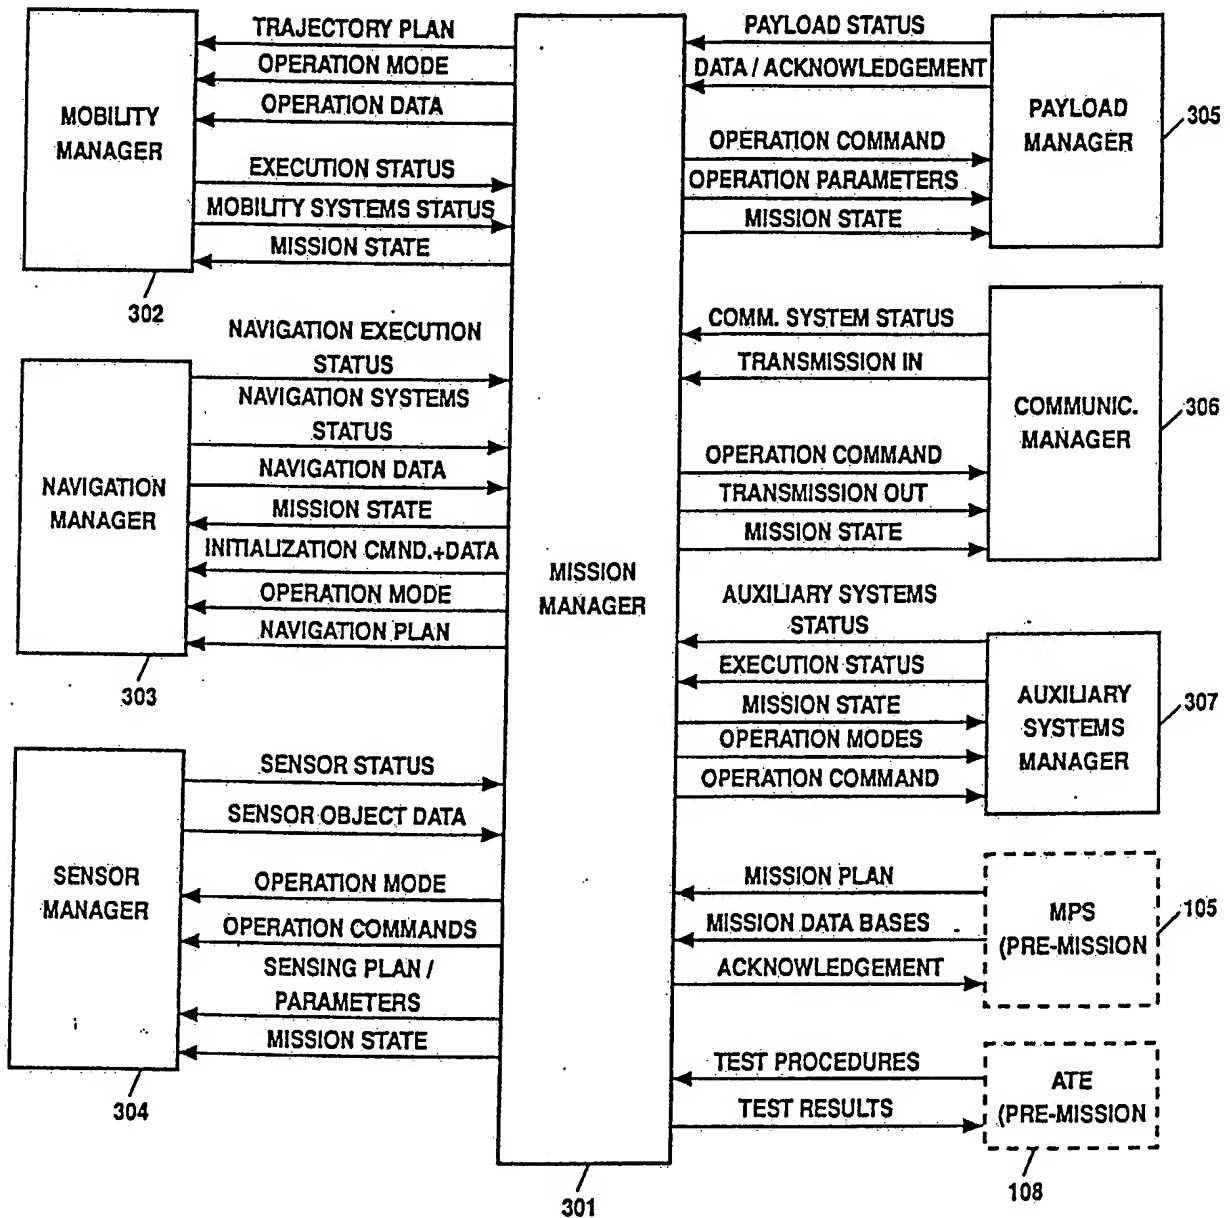 TRAJECTORY PLAN
OPERATION MODE
OPERATION DATA
MOBILITY
MANAGER
EXECUTION STATUS
MOBILITY SYSTEMS STATUS
MISSION STATE
302
NAVIGATION EXECUTION
STATUS
NAVIGATION SYSTEMS
STATUS
NAVIGATION DATA
NAVIGATION
MANAGER
MISSION STATE
INITIALIZATION CMND.+DATA
OPERATION MODE
NAVIGATION PLAN
303
SENSOR STATUS
SENSOR OBJECT DATA
SENSOR
MANAGER
OPERATION MODE
OPERATION COMMANDS
SENSING PLAN /
PARAMETERS
MISSION STATE
304
MISSION
MANAGER
301
PAYLOAD STATUS
DATA / ACKNOWLEDGEMENT
PAYLOAD
MANAGER
305
OPERATION COMMAND
OPERATION PARAMETERS
MISSION STATE
COMM. SYSTEM STATUS
TRANSMISSION IN
COMMUNIC.
MANAGER
306
OPERATION COMMAND
TRANSMISSION OUT
MISSION STATE
AUXILIARY SYSTEMS
STATUS
EXECUTION STATUS
MISSION STATE
OPERATION MODES
OPERATION COMMAND
AUXILIARY
SYSTEMS
MANAGER
307
MISSION PLAN
MISSION DATA BASES
ACKNOWLEDGEMENT
MPS
(PRE-MISSION
105
TEST PROCEDURES
TEST RESULTS
ATE
(PRE-MISSION
108